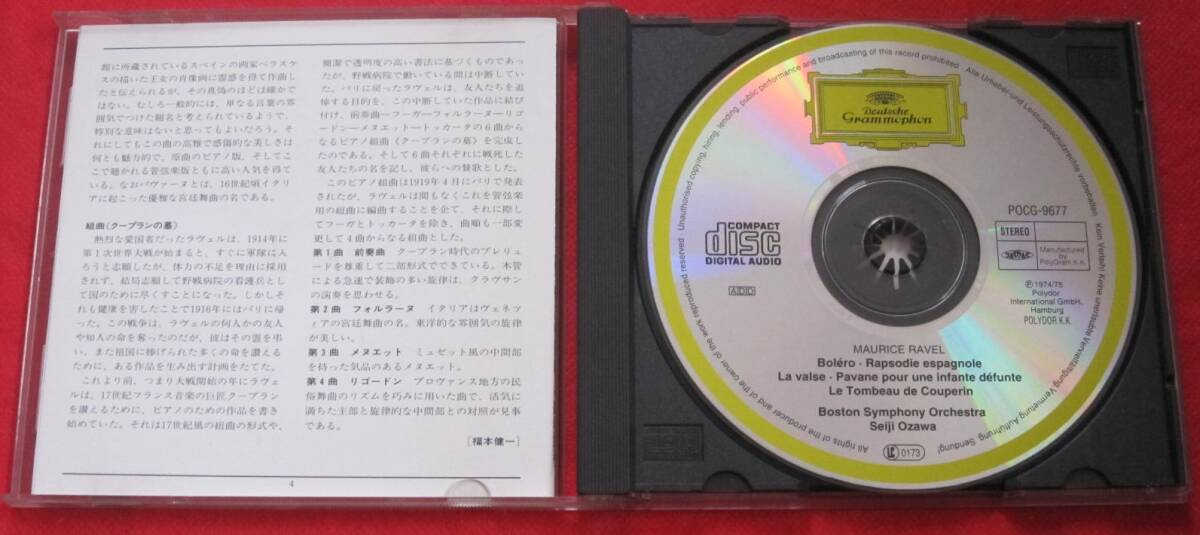 館に所蔵されているスペインの画家ベラスケ
スの描いた王女の肖像画に霊感を得て作曲し
たと伝えられるが、その真偽のほどは確かで
はない。むしろ一般的には、単なる言葉の雰
囲気でつけた題名と考えられているようで、
特別な意味はないと思ってもよいだろう。そ
れにしてもこの曲の高雅で感傷的な美しさは
何とも魅力的で、原曲のピアノ版、そしてこ
こで聴かれる管弦楽版ともに高い人気を得て
いる。なおパヴァーヌとは、16世紀頃イタリ
アに起こった優雅な宮廷舞曲の名である。
組曲《クープランの墓》
熱烈な愛国者だったラヴェルは、1914年に
第1次世界大戦が始まると、すぐに軍隊に入
ろうと志願したが、体力の不足を理由に採用
されず、結局志願して野戦病院の看護兵とし
て国のために尽くすことになった。しかしそ
れも健康を害したことで1916年にはパリに帰
った。この戦争は、ラヴェルの何人かの友人
や知人の命を奪ったのだが、彼はその霊を弔
い、また祖国に捧げられた多くの命を讃える
ために、ある作品を生み出す計画をたてた。
これより前、つまり大戦開始の年にラヴェ
ルは、17世紀フランス音楽の巨匠クープラン
を讃えるために、ピアノのための作品を書き
始めていた。それは17世紀風の組曲の形式や、
簡潔で透明度の高い書法に基づくものであっ
たが、野戦病院で働いている間は中断してい
た。パリに戻ったラヴェルは、友人たちを追
悼する目的を、この中断していた作品に結び
付け、前奏曲―フーガ―フォルラーヌ―リゴ
ードン―メヌエット―トッカータの6曲から
なるピアノ組曲《クープランの墓》を完成し
たのである。そして6曲それぞれに戦死した
友人たちの名を記し、彼らへの賛歌とした。
このピアノ組曲は1919年4月にパリで発表
されたが、ラヴェルは間もなくこれを管弦楽
用の組曲に編曲することを企て、それに際し
てフーガとトッカータを除き、曲順も一部変
更して4曲からなる組曲とした。
第1曲 前奏曲 クープラン時代のプレリュ
ードを尊重して二部形式でできている。木管
による急速で装飾の多い旋律は、クラヴサン
の演奏を思わせる。
第2曲 フォルラーヌ イタリアはヴェネツ
ィアの宮廷舞曲の名。東洋的な雰囲気の旋律
が美しい。
第3曲 メヌエット ミュゼット風の中間部
を持った気品のあるメヌエット。
第4曲 リゴードン プロヴァンス地方の民
俗舞曲のリズムを巧みに用いた曲で、活気に
満ちた主部と旋律的な中間部との対照が見事
である。
[福本健一]
4
Deutsche
Grammophon
COMPACT
disc
DIGITAL AUDIO
ADD
POCG-9677
STEREO
Manufactured
by
PolyGram K.K.
℗ 1974/75
Polydor
International GmbH,
Hamburg
POLYDOR K.K.
MAURICE RAVEL
Boléro · Rapsodie espagnole
La valse · Pavane pour une infante défunte
Le Tombeau de Couperin
Boston Symphony Orchestra
Seiji Ozawa
LC 0173
All rights of the producer and of the owner of the work reproduced reserved · Unauthorised copying, hiring, lending, public performance and broadcasting of this record prohibited · Alle Urheber- und Leistungsschutzrechte vorbehalten · Kein Verleih! Keine unerlaubte Vervielfältigung, Vermietung, Aufführung, Sendung!